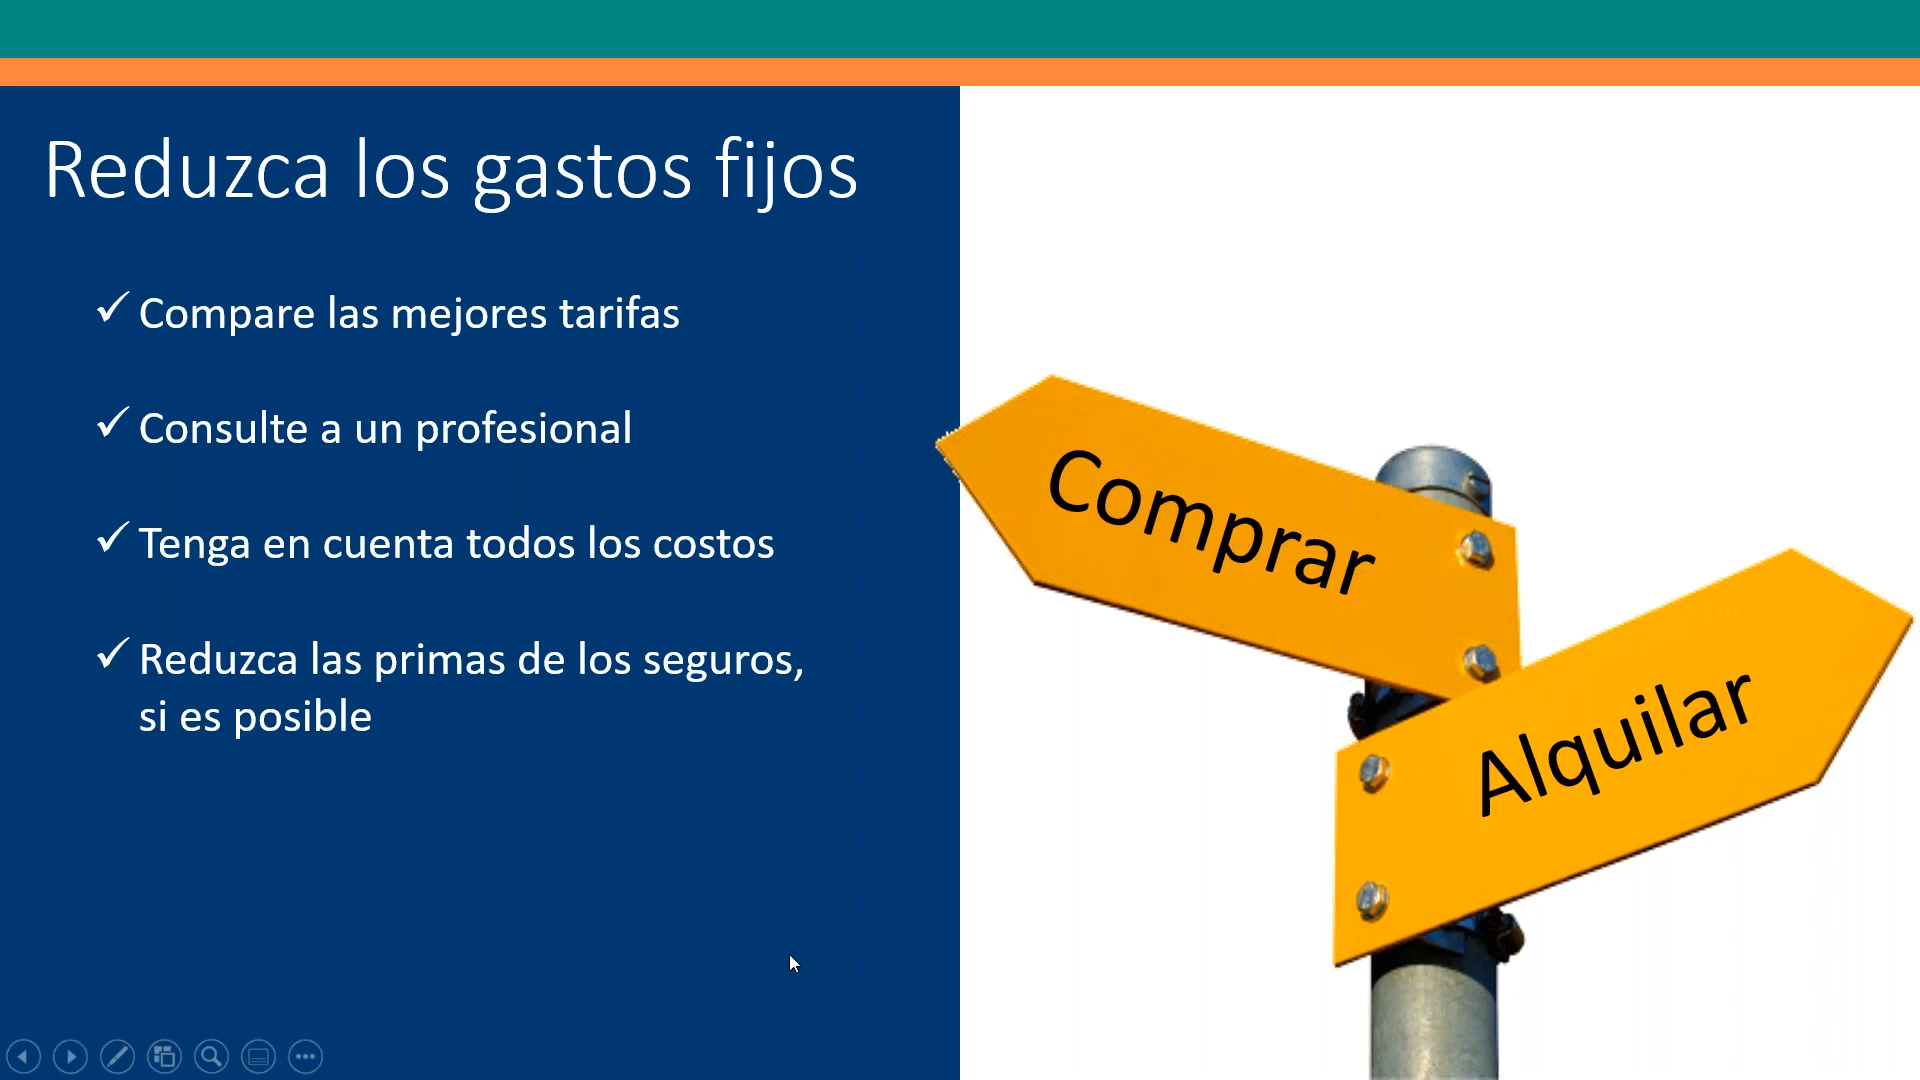 Reduzca los gastos fijos
✓ Compare las mejores tarifas
✓ Consulte a un profesional
✓ Tenga en cuenta todos los costos
✓ Reduzca las primas de los seguros,
si es posible
Comprar
Alquilar